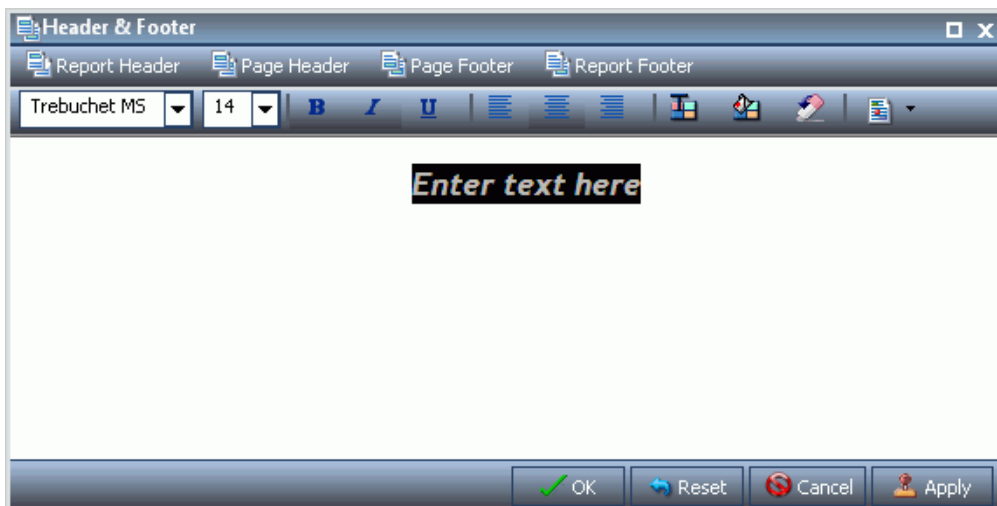 Header & Footer
Report Header Page Header Page Footer Report Footer
Trebuchet MS 14 B I U
Enter text here
OK Reset Cancel Apply